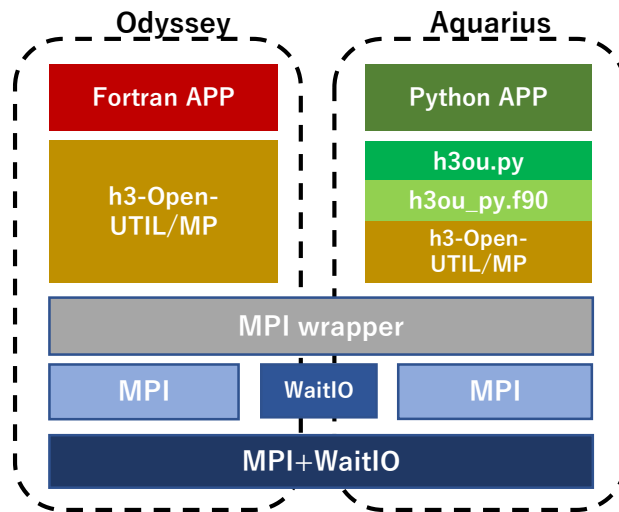 Odyssey
Aquarius
Fortran APP
Python APP
h3-Open-
UTIL/MP
h3ou.py
h3ou_py.f90
h3-Open-
UTIL/MP
MPI wrapper
MPI
WaitIO
MPI
MPI+WaitIO